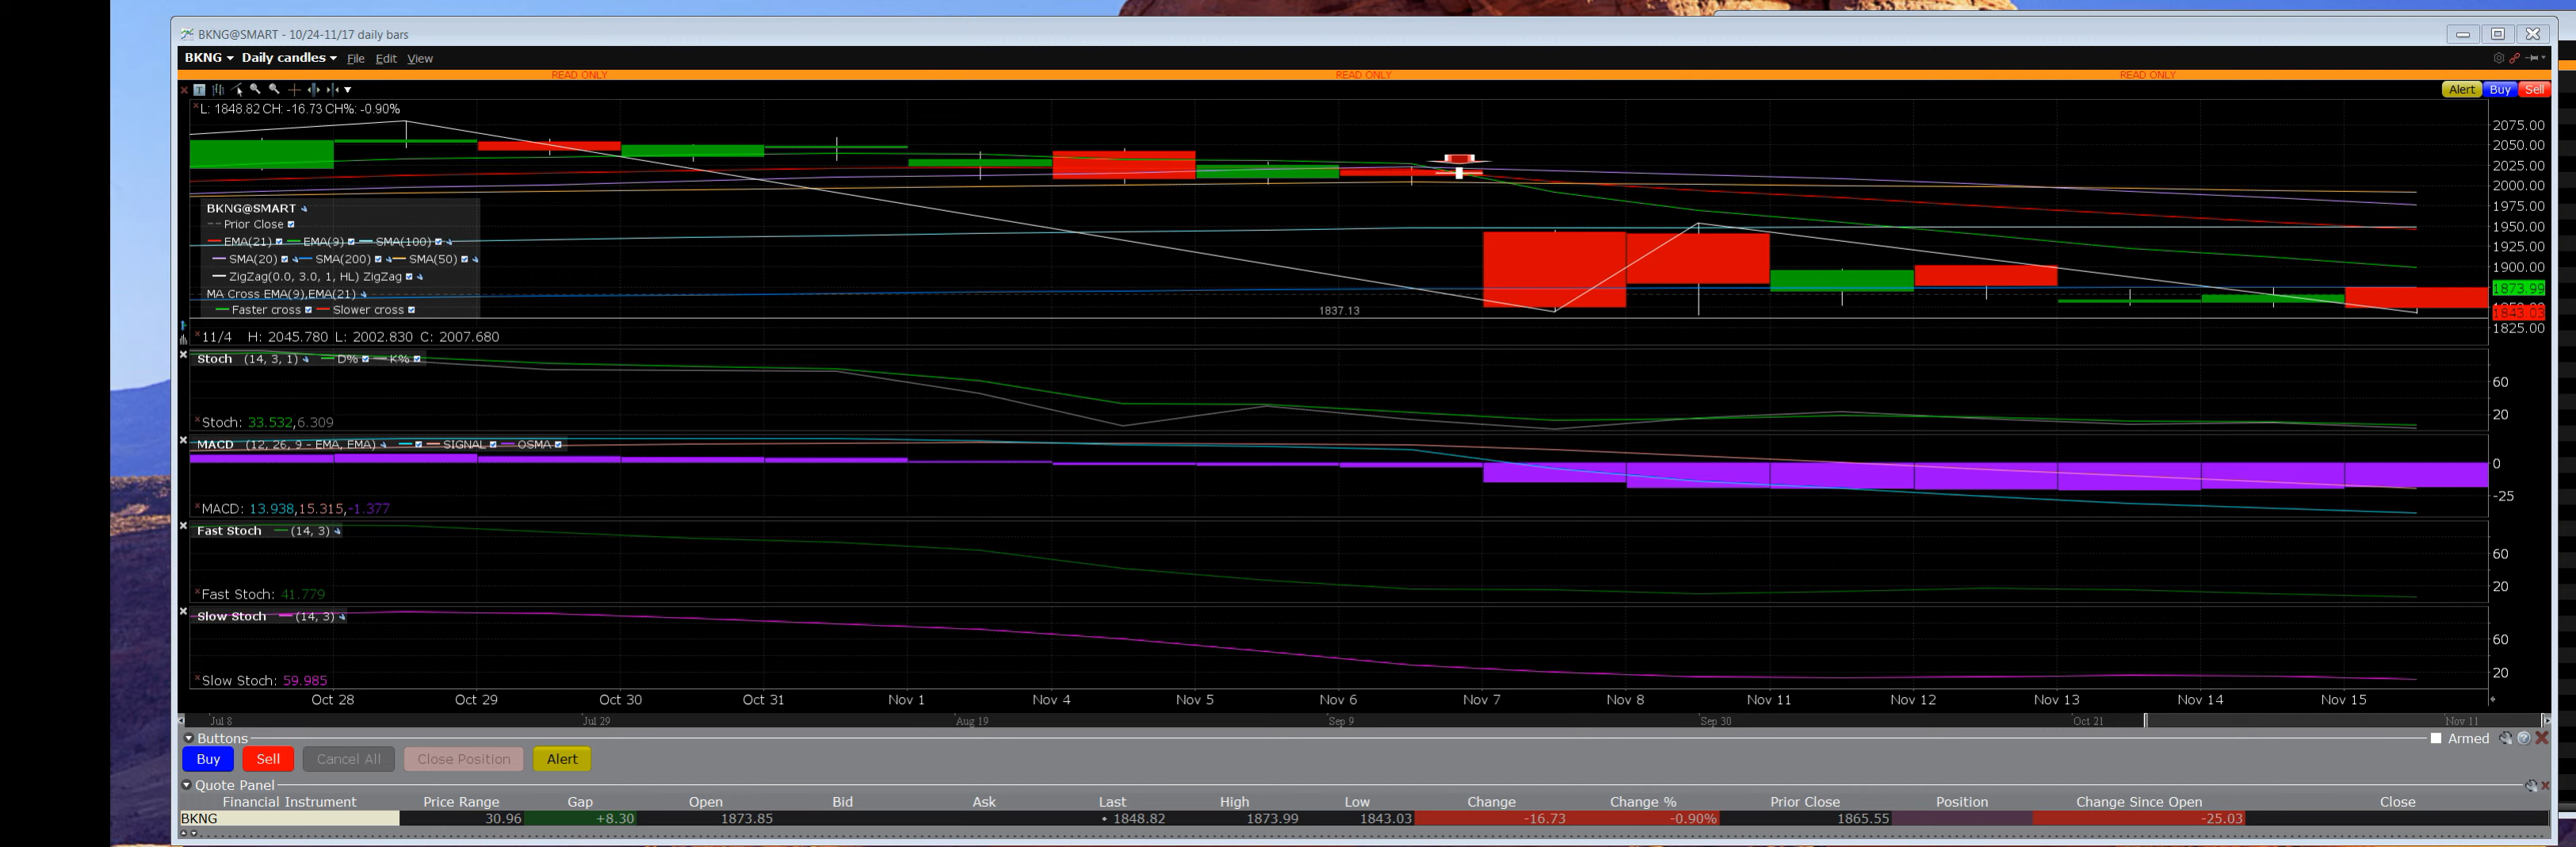 BKNG@SMART - 10/24-11/17 daily bars
BKNG Daily candles File Edit View
READ ONLY READ ONLY READ ONLY
Alert Buy Sell
L: 1848.82 CH: -16.73 CH%: -0.90%
2075.00
2050.00
2025.00
2000.00
1975.00
1950.00
1925.00
1900.00
1873.99
1843.03
1825.00
BKNG@SMART
Prior Close
EMA(21) EMA(9) SMA(100)
SMA(20) SMA(200) SMA(50)
ZigZag(0.0, 3.0, 1, HL) ZigZag
MA Cross EMA(9),EMA(21)
Faster cross Slower cross
1837.13
11/4 H: 2045.780 L: 2002.830 C: 2007.680
Stoch (14, 3, 1) D% K%
60
20
Stoch: 33.532,6.309
MACD (12, 26, 9 - EMA, EMA) SIGNAL OSMA
0
-25
MACD: 13.938,15.315,-1.377
Fast Stoch (14, 3)
60
20
Fast Stoch: 41.779
Slow Stoch (14, 3)
60
20
Slow Stoch: 59.985
Oct 28 Oct 29 Oct 30 Oct 31 Nov 1 Nov 4 Nov 5 Nov 6 Nov 7 Nov 8 Nov 11 Nov 12 Nov 13 Nov 14 Nov 15
Jul 8 Jul 29 Aug 19 Sep 9 Sep 30 Oct 21 Nov 11
Buttons Armed
Buy Sell Cancel All Close Position Alert
Quote Panel
Financial Instrument Price Range Gap Open Bid Ask Last High Low Change Change % Prior Close Position Change Since Open Close
BKNG 30.96 +8.30 1873.85 1848.82 1873.99 1843.03 -16.73 -0.90% 1865.55 -25.03